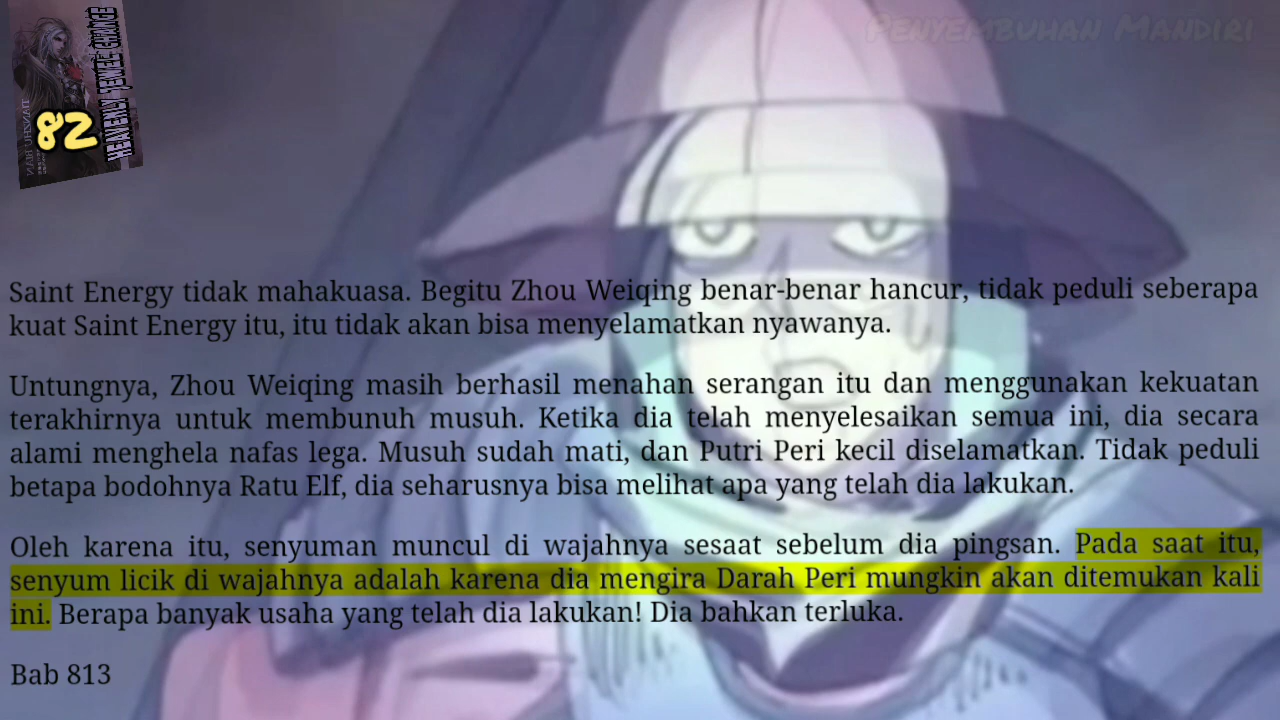 Penyembuhan Mandiri
HEAVENLY JEWEL CHANGE
82
Saint Energy tidak mahakuasa. Begitu Zhou Weiqing benar-benar hancur, tidak peduli seberapa
kuat Saint Energy itu, itu tidak akan bisa menyelamatkan nyawanya.
Untungnya, Zhou Weiqing masih berhasil menahan serangan itu dan menggunakan kekuatan
terakhirnya untuk membunuh musuh. Ketika dia telah menyelesaikan semua ini, dia secara
alami menghela nafas lega. Musuh sudah mati, dan Putri Peri kecil diselamatkan. Tidak peduli
betapa bodohnya Ratu Elf, dia seharusnya bisa melihat apa yang telah dia lakukan.
Oleh karena itu, senyuman muncul di wajahnya sesaat sebelum dia pingsan. Pada saat itu,
senyum licik di wajahnya adalah karena dia mengira Darah Peri mungkin akan ditemukan kali
ini. Berapa banyak usaha yang telah dia lakukan! Dia bahkan terluka.
Bab 813